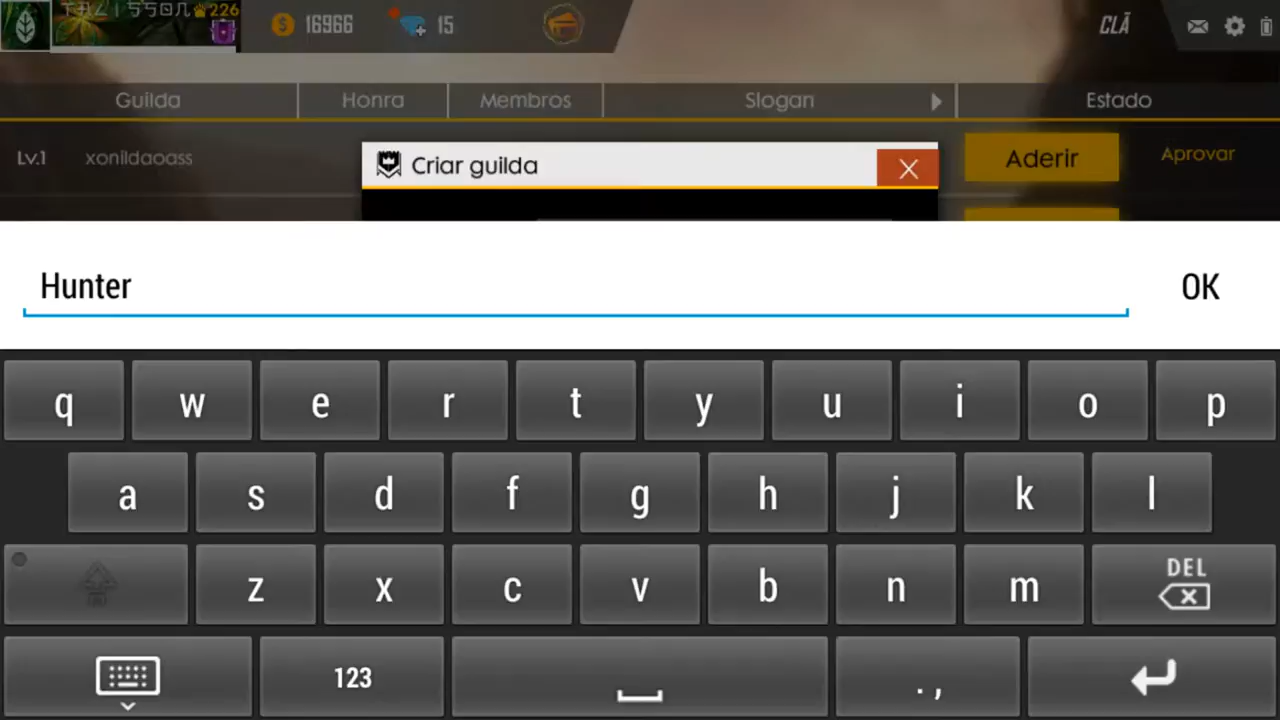 226
16966
15
CLÃ
Guilda
Honra
Membros
Slogan
Estado
Lv.1
xonildaoass
Criar guilda
Aderir
Aprovar
Hunter
OK
q w e r t y u i o p
a s d f g h j k l
z x c v b n m DEL
123 . ,